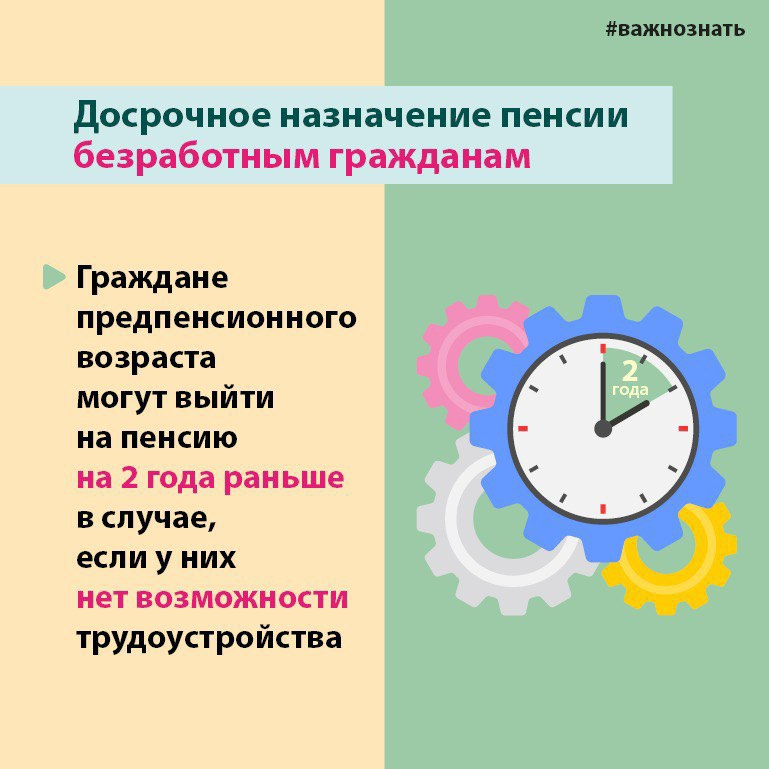 #важнознать
Досрочное назначение пенсии
безработным гражданам
Граждане
предпенсионного
возраста
могут выйти
на пенсию
на 2 года раньше
в случае,
если у них
нет возможности
трудоустройства
2
года